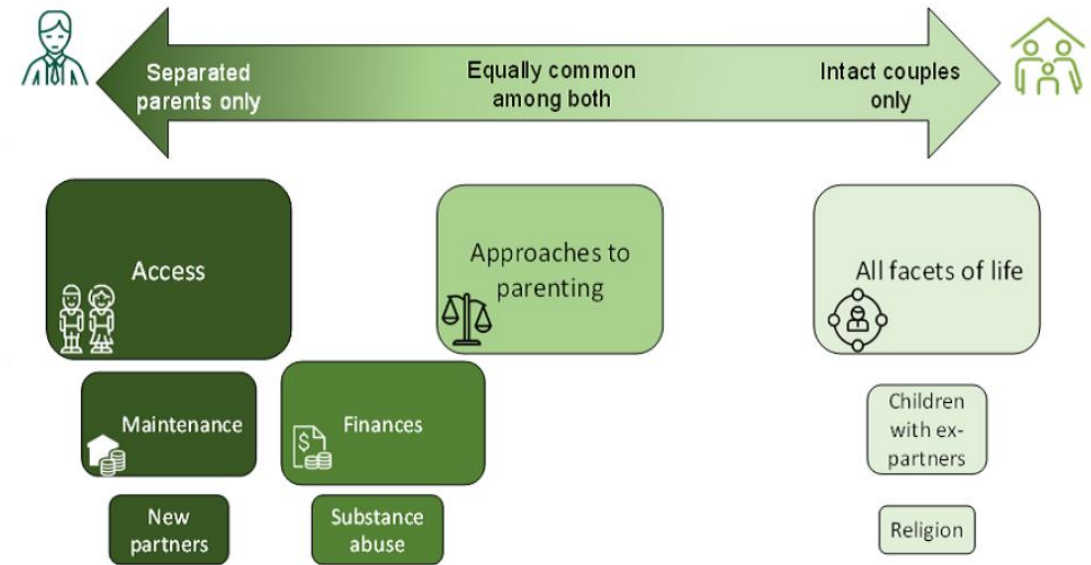 Separated
parents only
Equally common
among both
Intact couples
only
Access
Approaches to
parenting
All facets of life
Maintenance
$
Finances
Children
with ex-
partners
New
partners
Substance
abuse
Religion